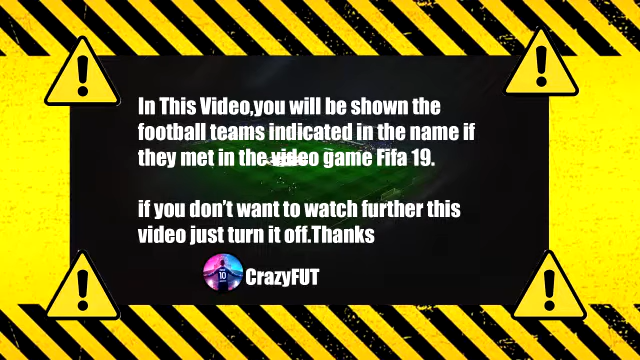 In This Video,you will be shown the
football teams indicated in the name if
they met in the video game Fifa 19.
if you don't want to watch further this
video just turn it off.Thanks
10
CrazyFUT